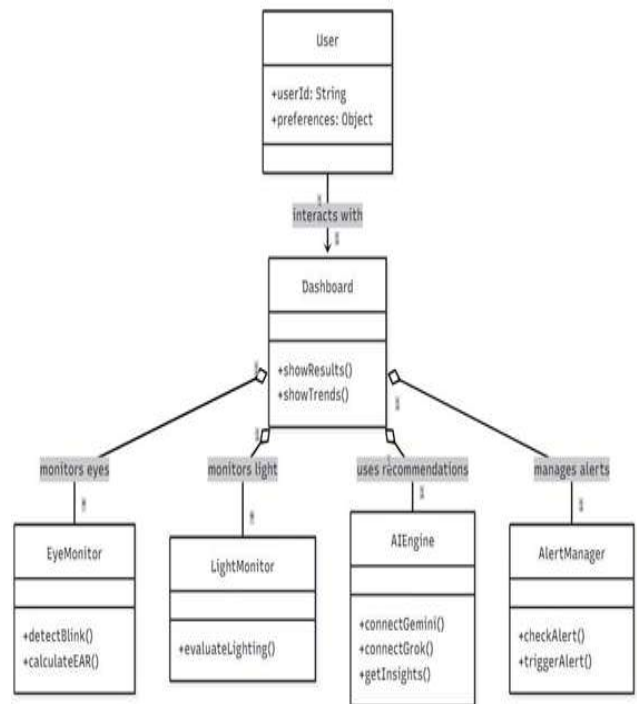 User
+userId: String
+preferences: Object
interacts with
Dashboard
+showResults()
+showTrends()
monitors eyes
monitors light
uses recommendations
manages alerts
EyeMonitor
+detectBlink()
+calculateEAR()
LightMonitor
+evaluateLighting()
AIEngine
+connectGemini()
+connectGrok()
+getInsights()
AlertManager
+checkAlert()
+triggerAlert()